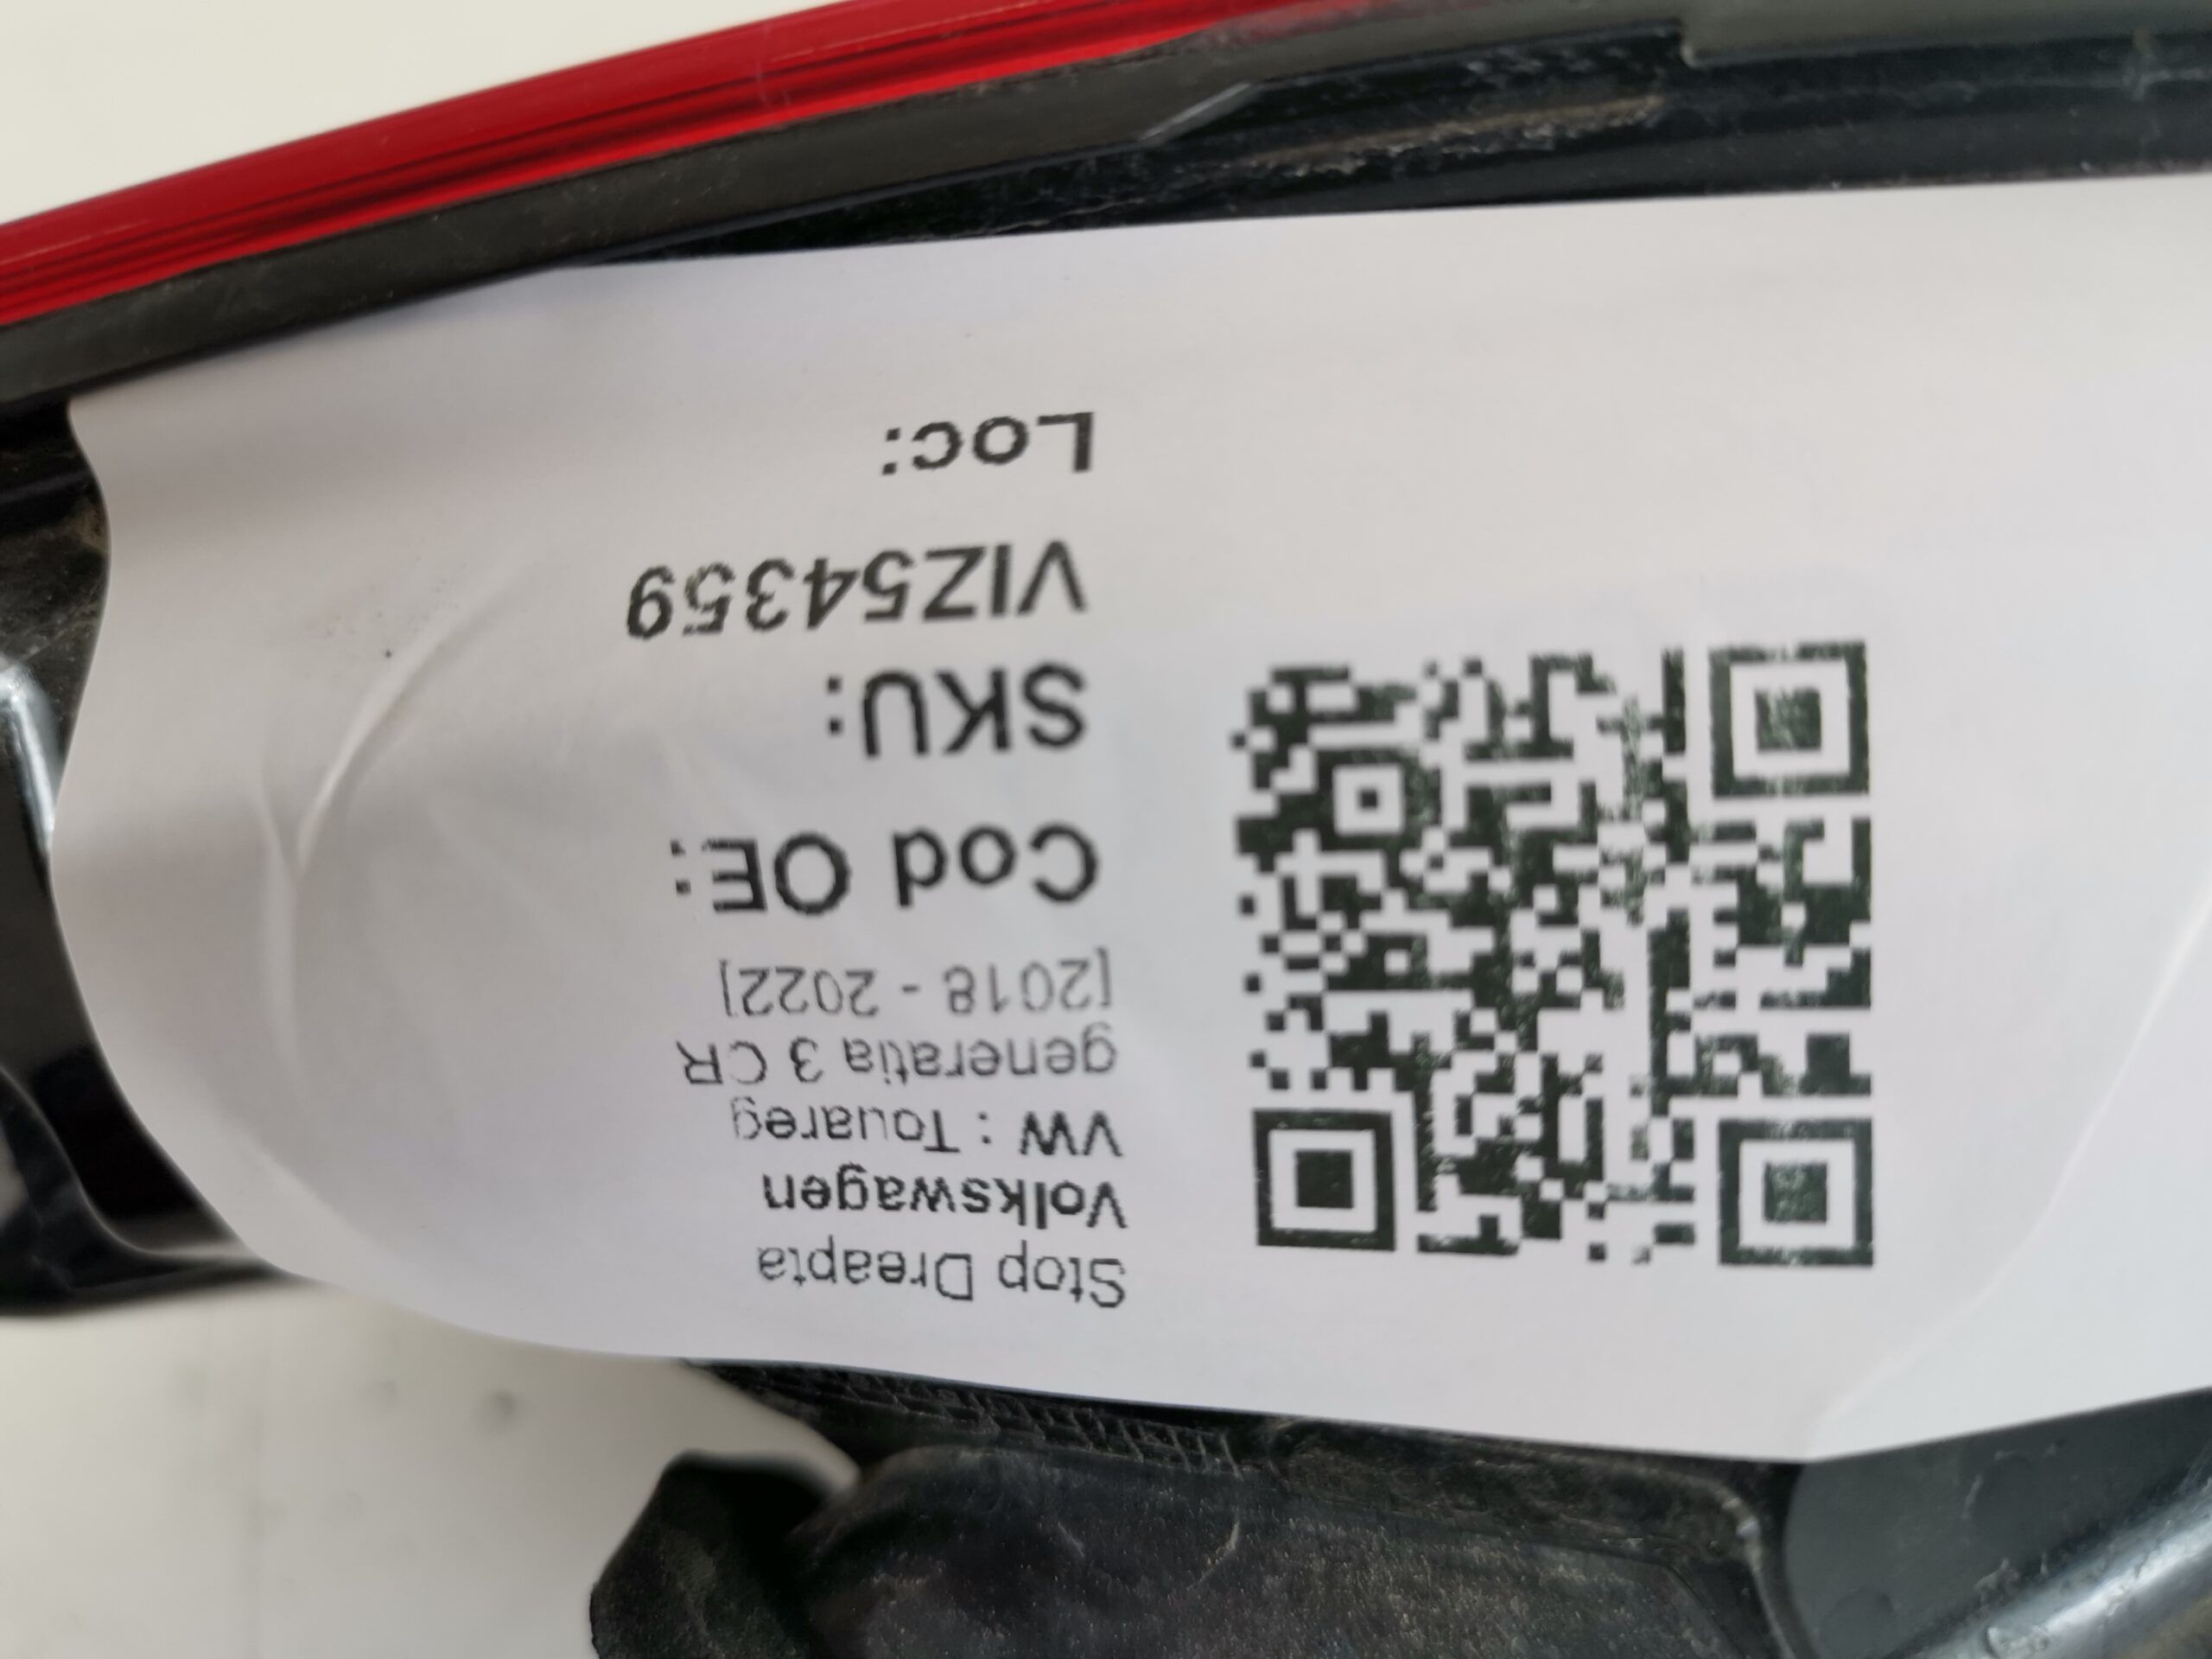 Stop Dreapta
Volkswagen
VW : Touareg
generatia 3 CR
[2018 - 2022]
Cod OE:
SKU:
VIZ54359
Loc: